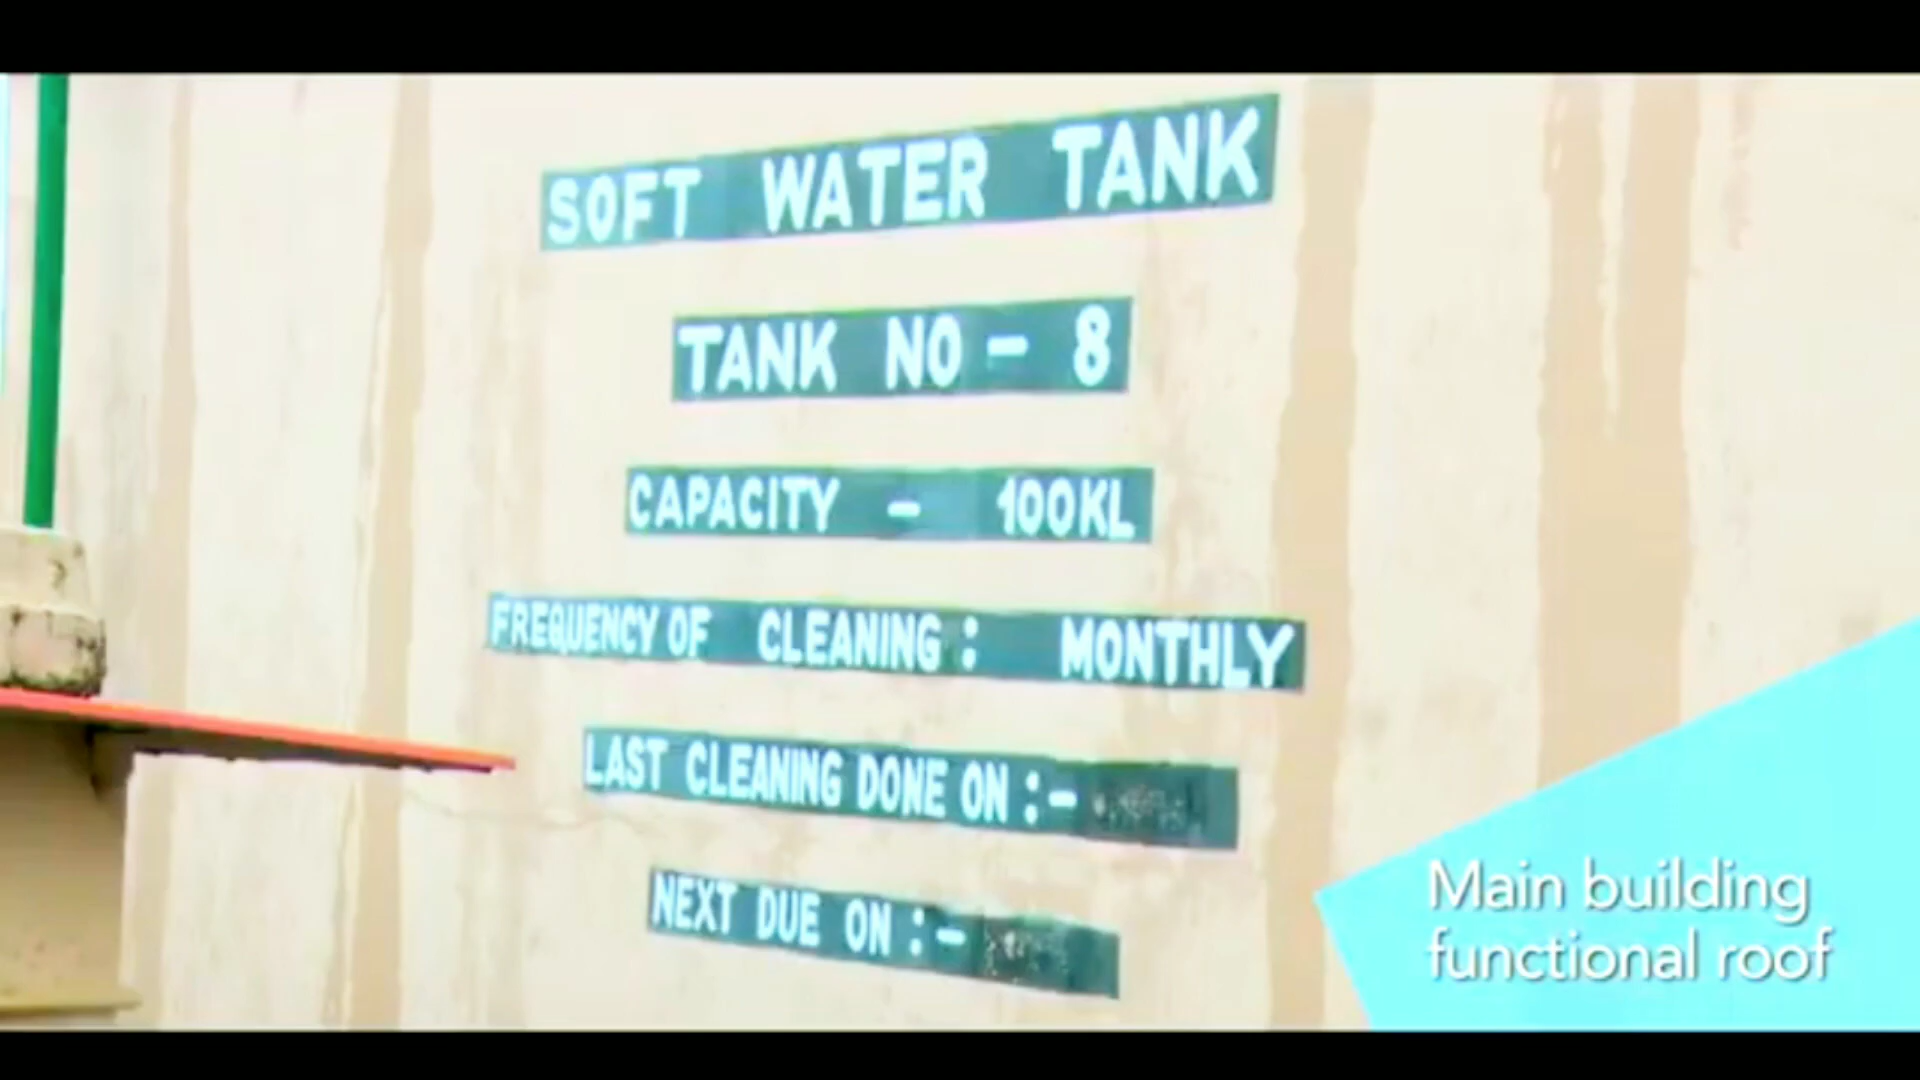 SOFT WATER TANK
TANK NO - 8
CAPACITY - 100KL
FREQUENCY OF CLEANING : MONTHLY
LAST CLEANING DONE ON :-
NEXT DUE ON :-
Main building
functional roof